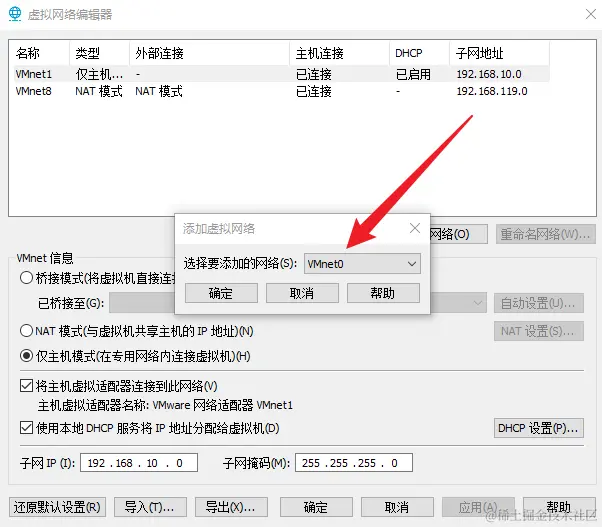 虚拟网络编辑器
名称 类型 外部连接 主机连接 DHCP 子网地址
VMnet1 仅主机... - 已连接 已启用 192.168.10.0
VMnet8 NAT 模式 NAT 模式 已连接 - 192.168.119.0
添加虚拟网络
网络(O) 重命名网络(W)...
选择要添加的网络(S): VMnet0
确定 取消 帮助
VMnet 信息
桥接模式(将虚拟机直接连接
已桥接至(G): 自动设置(U)...
NAT 模式(与虚拟机共享主机的 IP 地址)(N) NAT 设置(S)...
仅主机模式(在专用网络内连接虚拟机)(H)
将主机虚拟适配器连接到此网络(V)
主机虚拟适配器名称: VMware 网络适配器 VMnet1
使用本地 DHCP 服务将 IP 地址分配给虚拟机(D) DHCP 设置(P)...
子网 IP (I): 192 . 168 . 10 . 0 子网掩码(M): 255 . 255 . 255 . 0
还原默认设置(R) 导入(T)... 导出(X)... 确定 取消 应用(A) 帮助
@稀土掘金技术社区